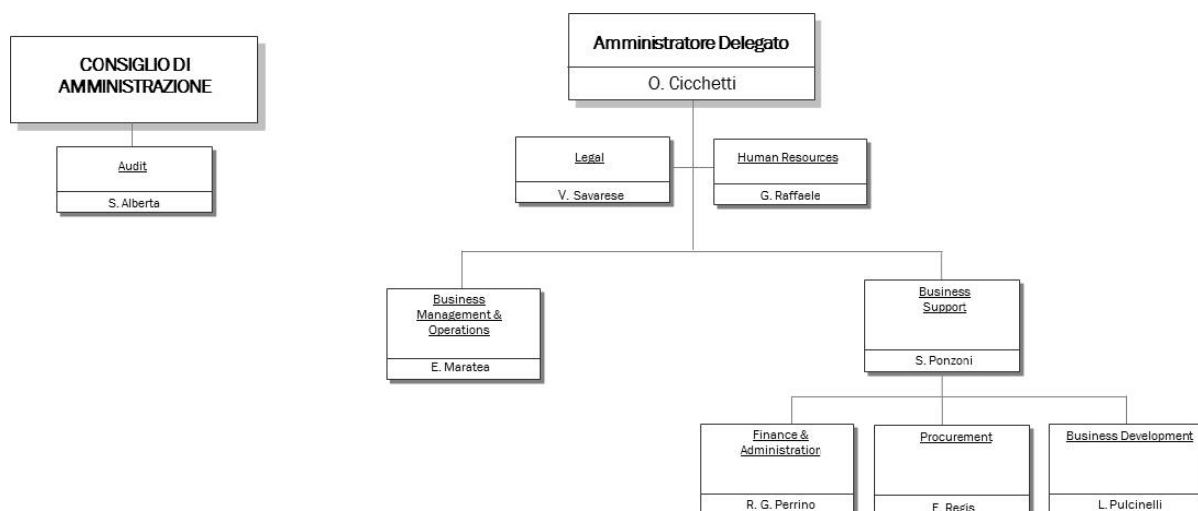 CONSIGLIO DI
AMMINISTRAZIONE
Audit
S. Alberta
Amministratore Delegato
O. Cicchetti
Legal
V. Savarese
Human Resources
G. Raffaele
Business
Management &
Operations
E. Maratea
Business
Support
S. Ponzoni
Finance &
Administration
R. G. Perrino
Procurement
F. Regis
Business Development
L. Pulcinelli